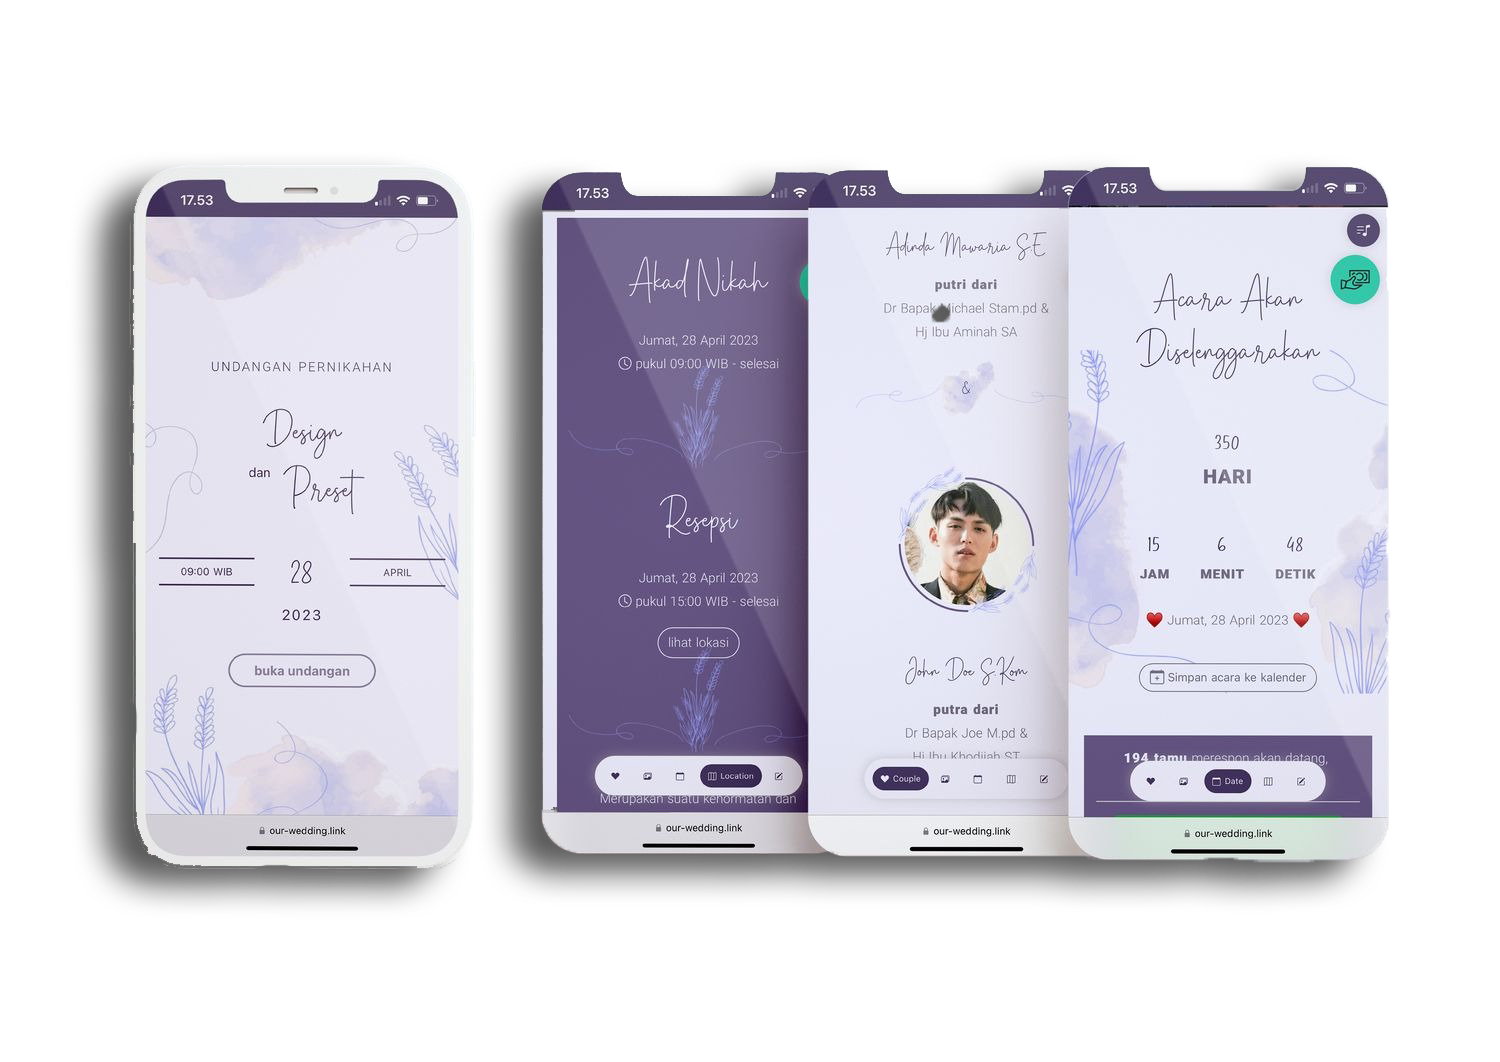 17.53
UNDANGAN PERNIKAHAN
Design
dan Preset
09:00 WIB 28 APRIL
2023
buka undangan
our-wedding.link
17.53
Akad Nikah
Jumat, 28 April 2023
pukul 09:00 WIB - selesai
Resepsi
Jumat, 28 April 2023
pukul 15:00 WIB - selesai
lihat lokasi
Location
Merupakan suatu kehormatan dan
our-wedding.link
17.53
Adinda Mawaria S.E
putri dari
Dr Bapak Michael Stam.pd &
Hj Ibu Aminah SA
&
John Doe S.Kom
putra dari
Dr Bapak Joe M.pd &
Hj Ibu Khodijah ST
Couple
our-wedding.link
17.53
Acara Akan
Diselenggarakan
350
HARI
15 6 48
JAM MENIT DETIK
Jumat, 28 April 2023
Simpan acara ke kalender
194 tamu merespon akan datang,
Date
our-wedding.link